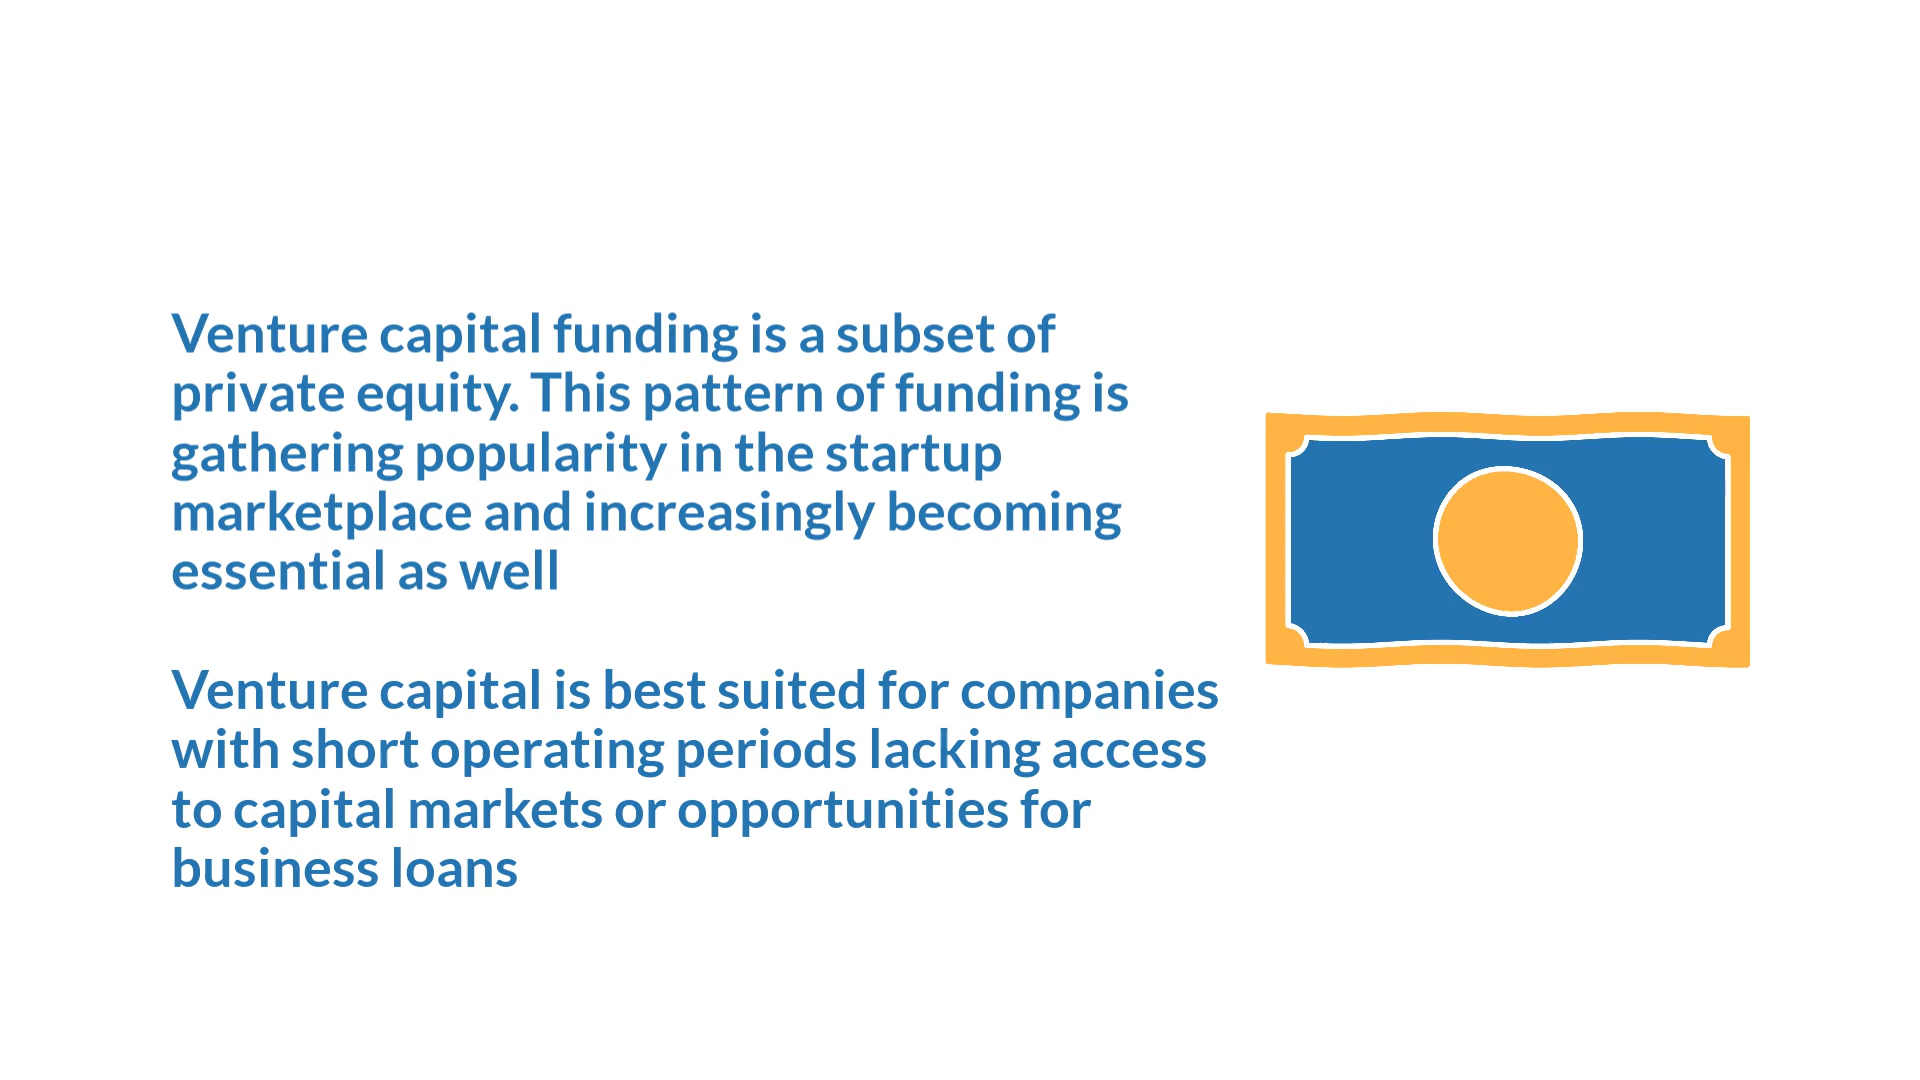 Venture capital funding is a subset of
private equity. This pattern of funding is
gathering popularity in the startup
marketplace and increasingly becoming
essential as well
Venture capital is best suited for companies
with short operating periods lacking access
to capital markets or opportunities for
business loans